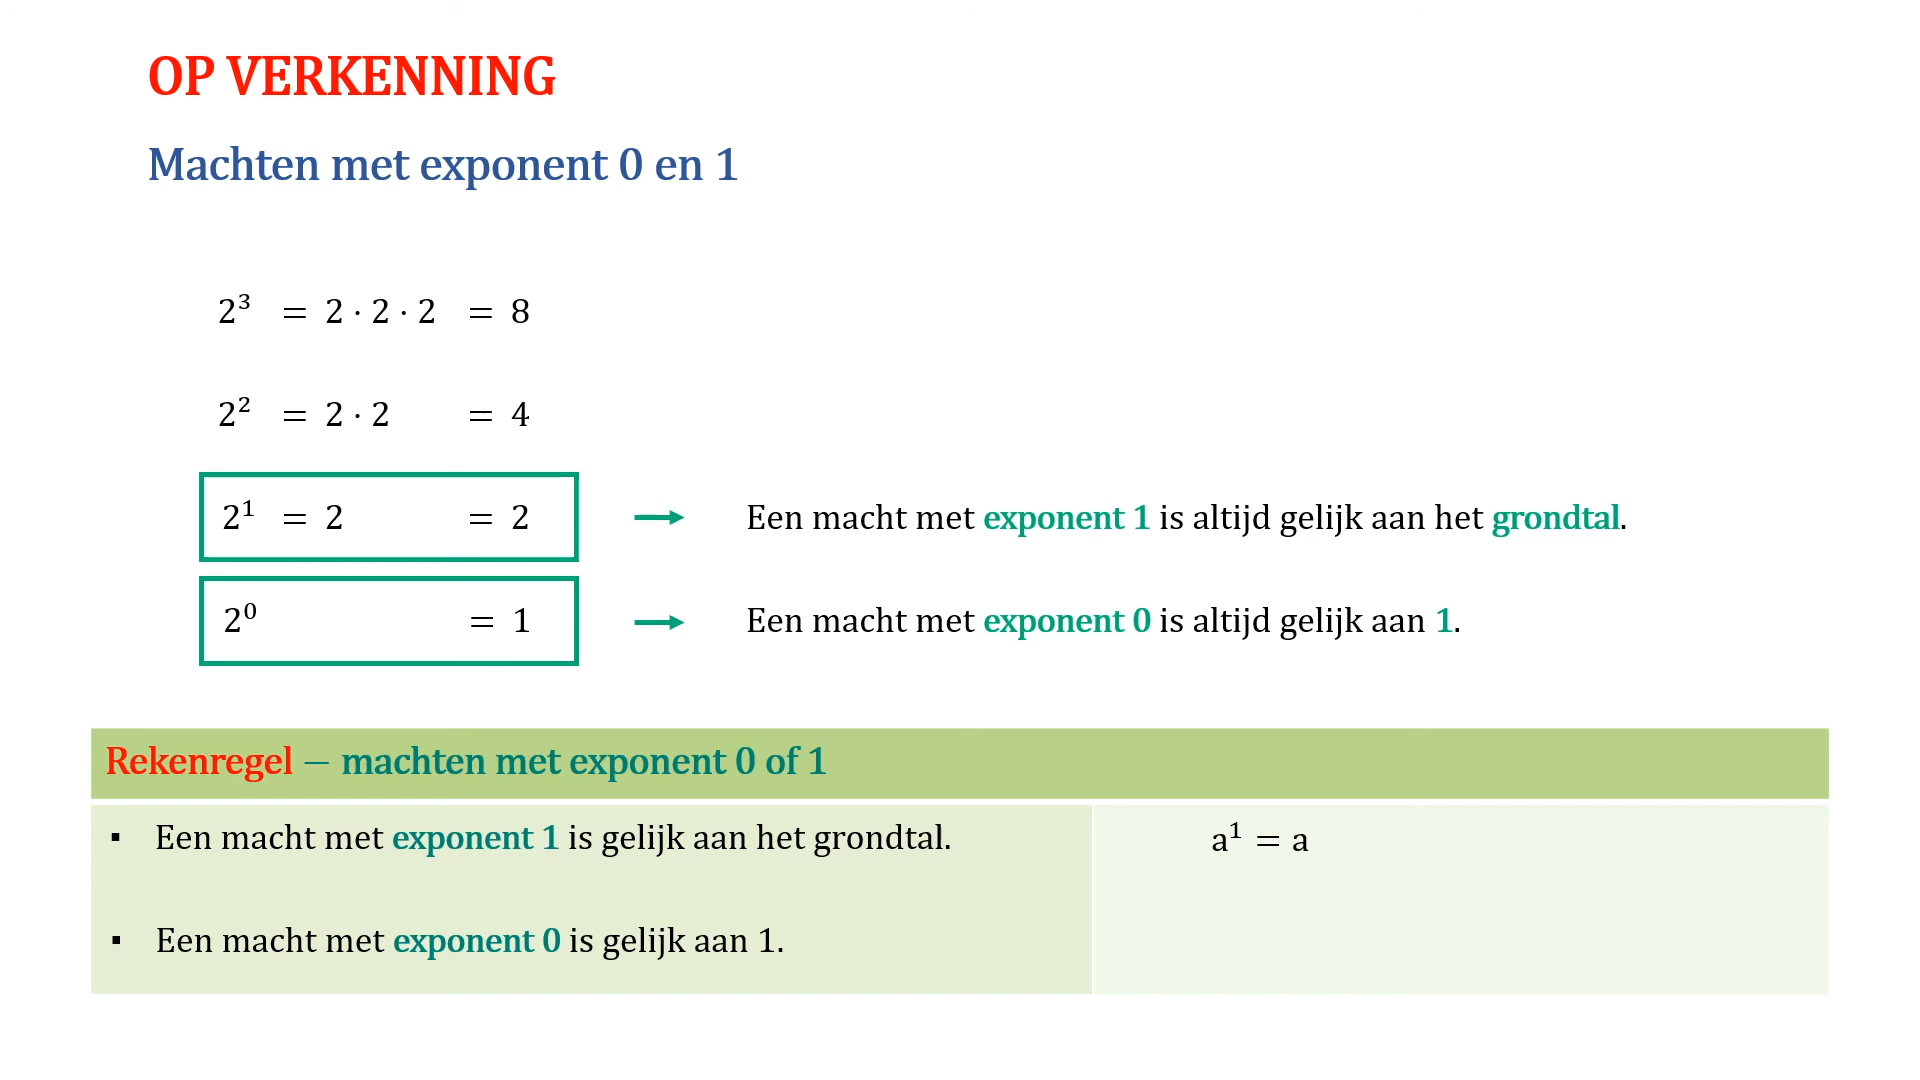 OP VERKENNING
Machten met exponent 0 en 1
2³ = 2 · 2 · 2 = 8
2² = 2 · 2 = 4
2¹ = 2 = 2 Een macht met exponent 1 is altijd gelijk aan het grondtal.
2⁰ = 1 Een macht met exponent 0 is altijd gelijk aan 1.
Rekenregel – machten met exponent 0 of 1
▪ Een macht met exponent 1 is gelijk aan het grondtal. a¹ = a
▪ Een macht met exponent 0 is gelijk aan 1.